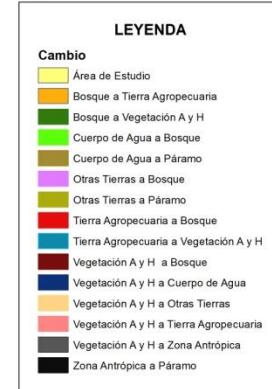 LEYENDA
Cambio
Área de Estudio
Bosque a Tierra Agropecuaria
Bosque a Vegetación A y H
Cuerpo de Agua a Bosque
Cuerpo de Agua a Páramo
Otras Tierras a Bosque
Otras Tierras a Páramo
Tierra Agropecuaria a Bosque
Tierra Agropecuaria a Vegetación A y H
Vegetación A y H a Bosque
Vegetación A y H a Cuerpo de Agua
Vegetación A y H a Otras Tierras
Vegetación A y H a Tierra Agropecuaria
Vegetación A y H a Zona Antrópica
Zona Antrópica a Páramo